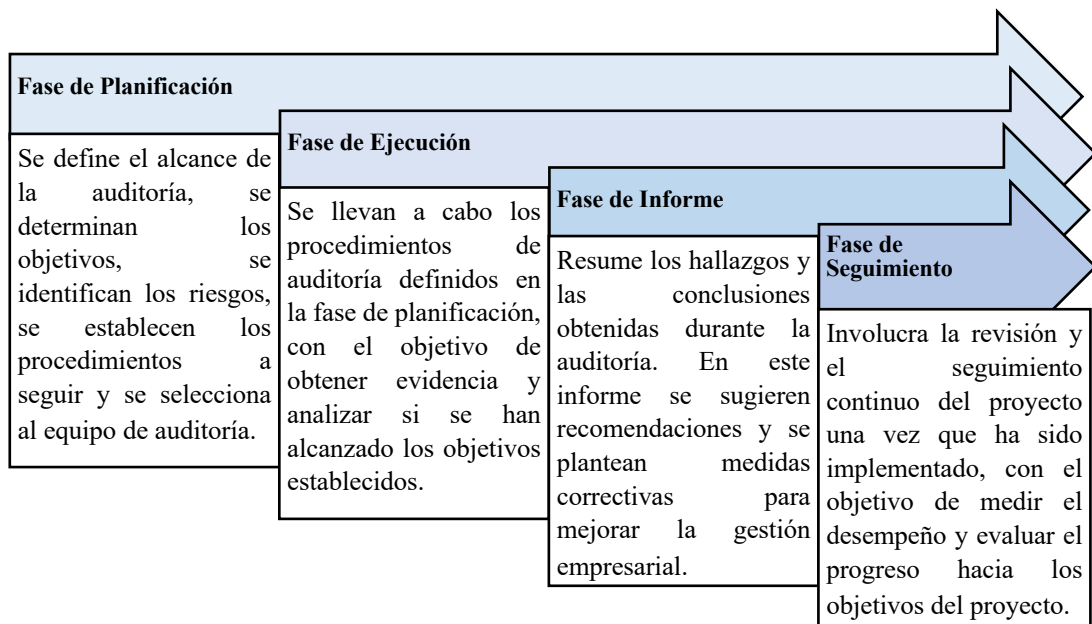 Fase de Planificación
Se define el alcance de
la auditoría, se
determinan los
objetivos, se
identifican los riesgos,
se establecen los
procedimientos a
seguir y se selecciona
al equipo de auditoría.
Fase de Ejecución
Se llevan a cabo los
procedimientos de
auditoría definidos en
la fase de planificación,
con el objetivo de
obtener evidencia y
analizar si se han
alcanzado los objetivos
establecidos.
Fase de Informe
Resume los hallazgos y
las conclusiones
obtenidas durante la
auditoría. En este
informe se sugieren
recomendaciones y se
plantean medidas
correctivas para
mejorar la gestión
empresarial.
Fase de
Seguimiento
Involucra la revisión y
el seguimiento
continuo del proyecto
una vez que ha sido
implementado, con el
objetivo de medir el
desempeño y evaluar el
progreso hacia los
objetivos del proyecto.